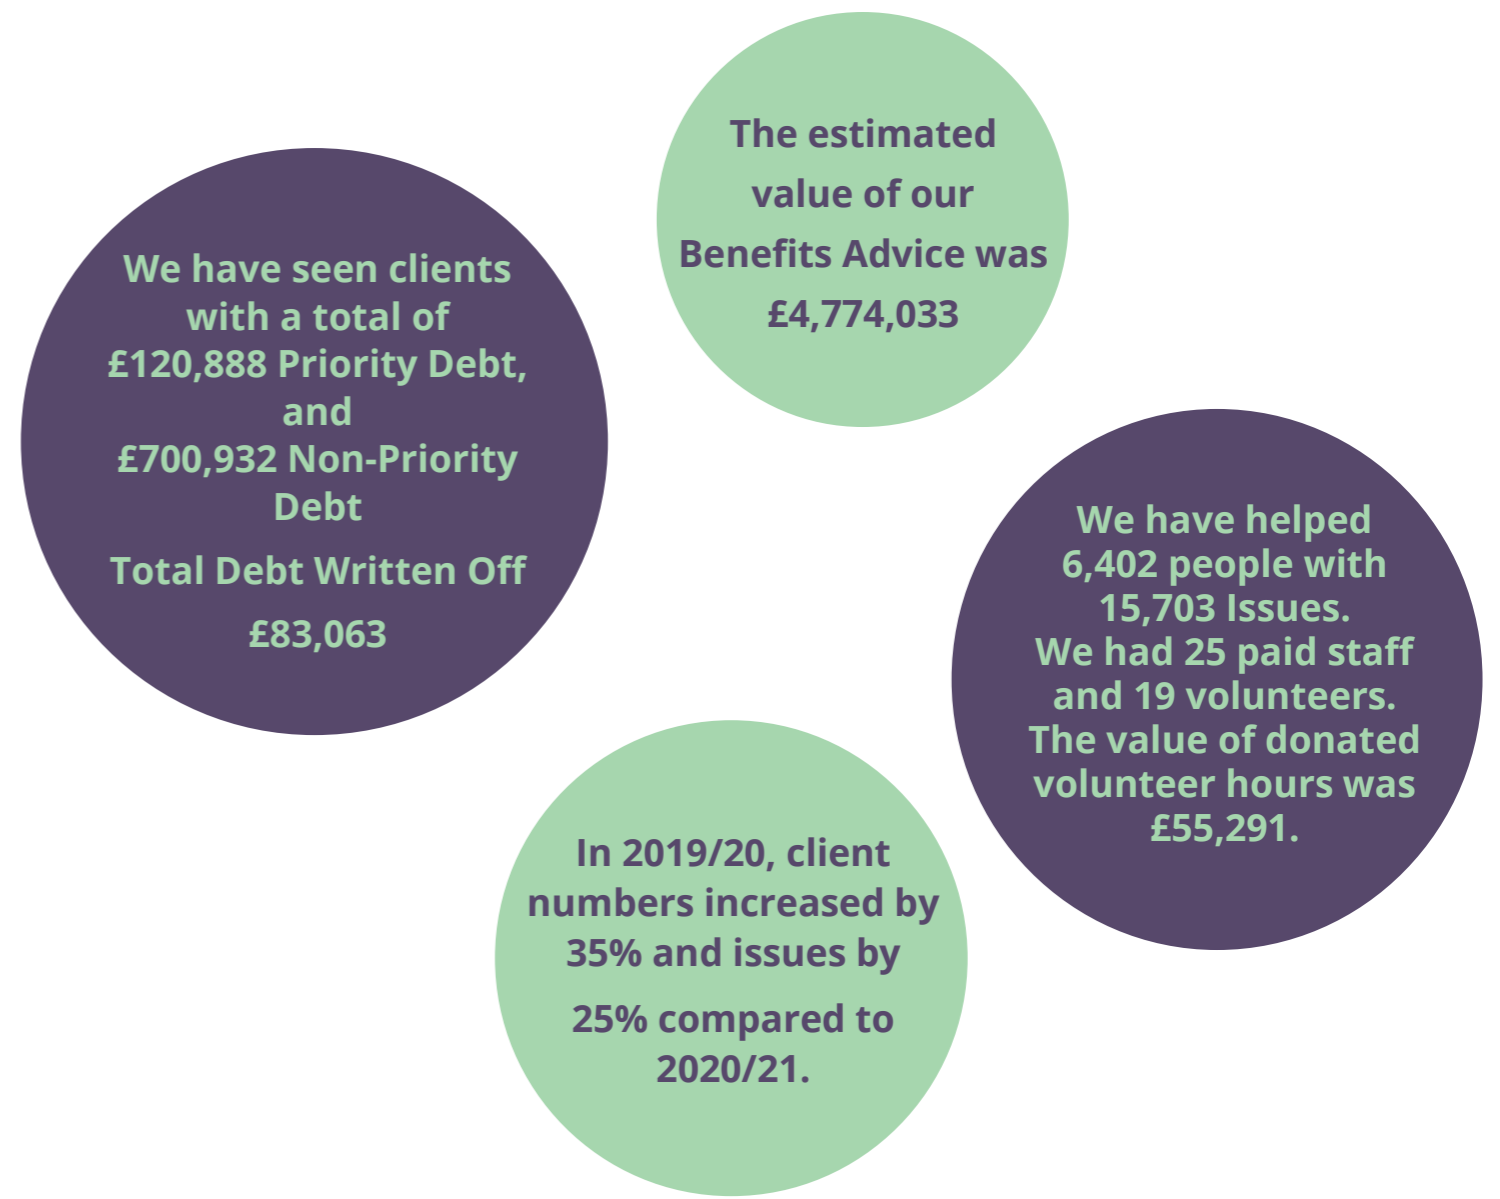 The estimated
value of our
Benefits Advice was
£4,774,033
We have seen clients
with a total of
£120,888 Priority Debt,
and
£700,932 Non-Priority
Debt
Total Debt Written Off
£83,063
We have helped
6,402 people with
15,703 Issues.
We had 25 paid staff
and 19 volunteers.
The value of donated
volunteer hours was
£55,291.
In 2019/20, client
numbers increased by
35% and issues by
25% compared to
2020/21.